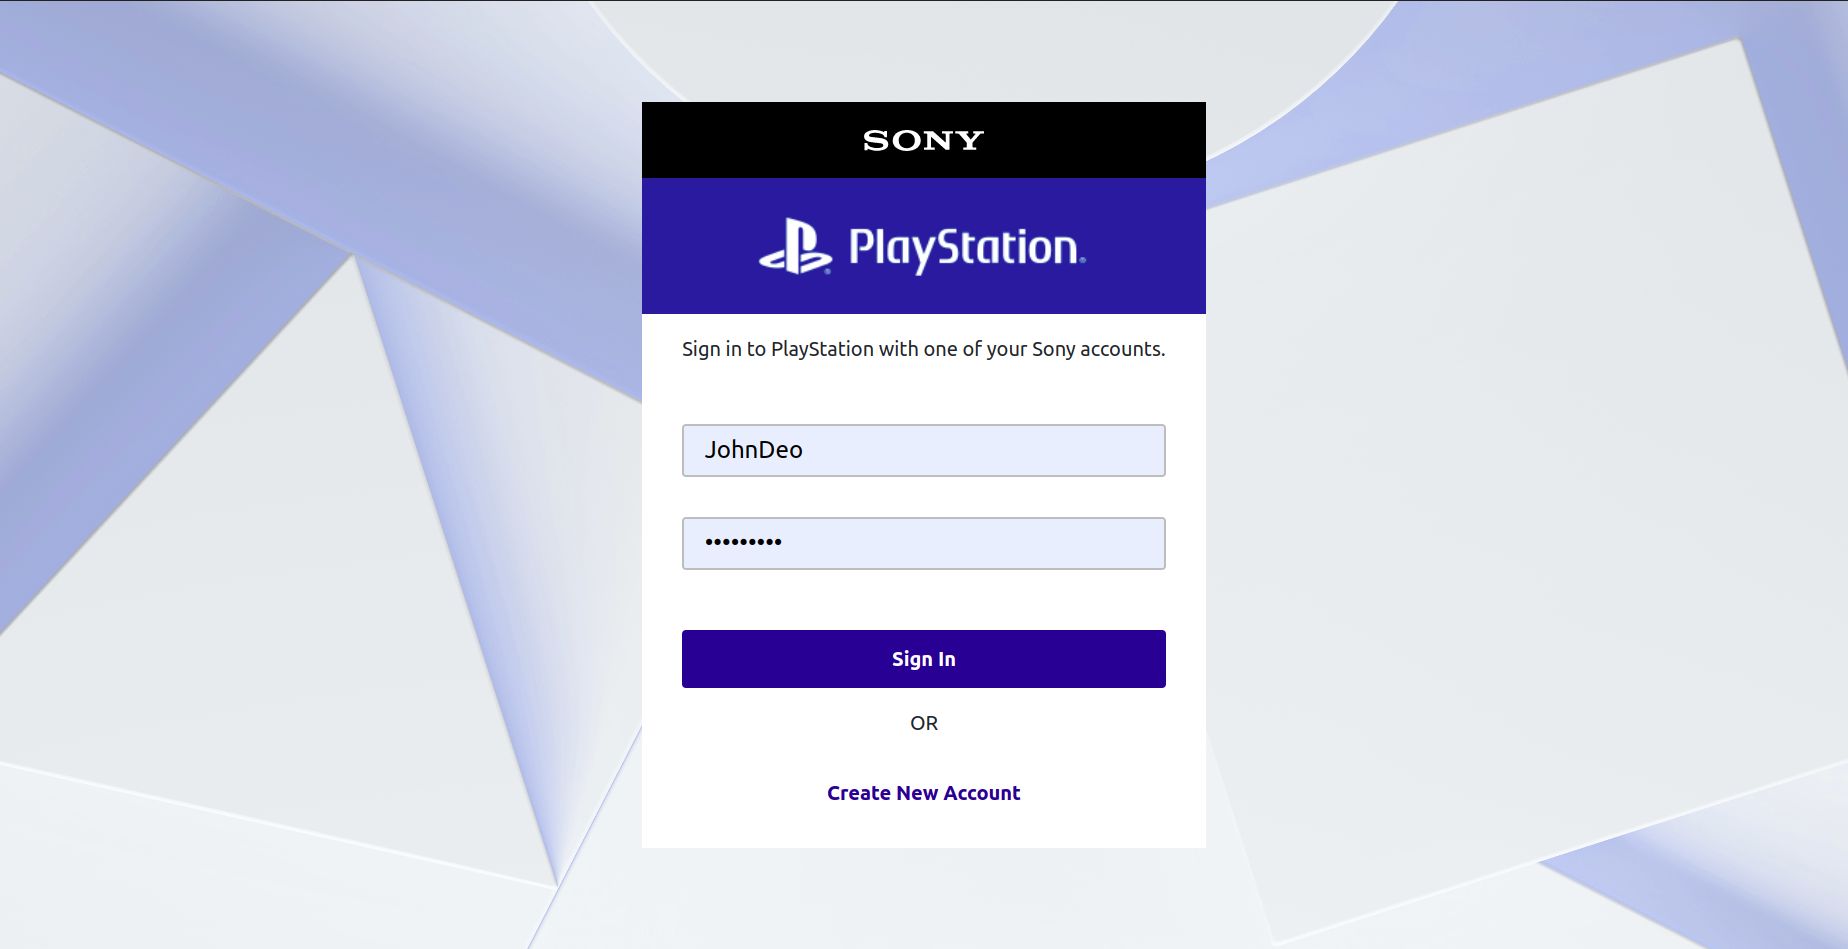 SONY
PlayStation®
Sign in to PlayStation with one of your Sony accounts.
JohnDeo
•••••••••
Sign In
OR
Create New Account